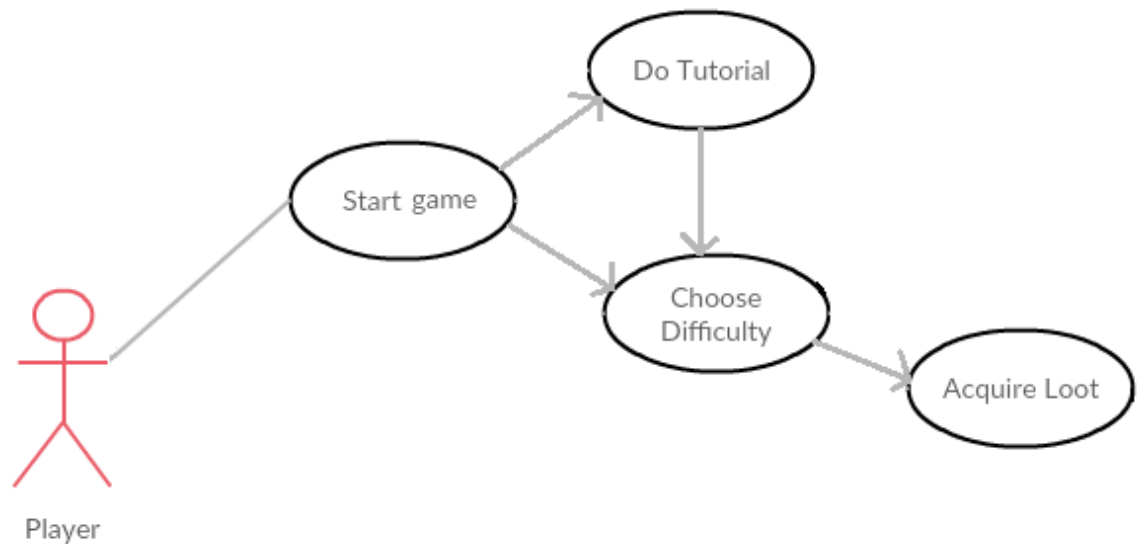 Do Tutorial
Start game
Choose
Difficulty
Acquire Loot
Player